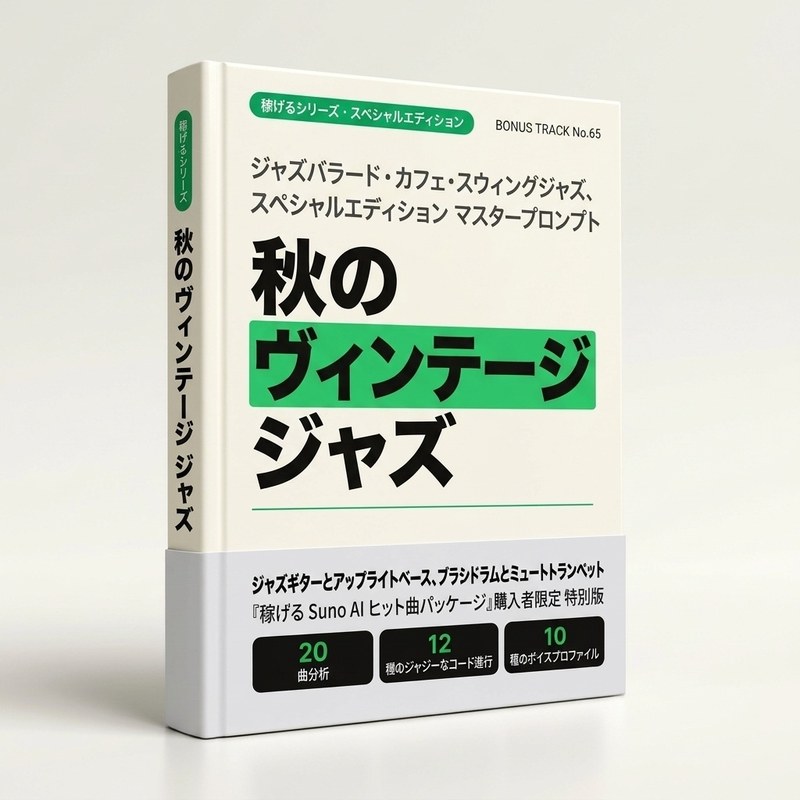 稼げるシリーズ
秋のヴィンテージ ジャズ
稼げるシリーズ・スペシャルエディション
BONUS TRACK No.65
ジャズバラード・カフェ・スウィングジャズ、
スペシャルエディション マスタープロンプト
秋の
ヴィンテージ
ジャズ
ジャズギターとアップライトベース、ブラシドラムとミュートトランペット
『稼げる Suno AI ヒット曲パッケージ』購入者限定 特別版
20
曲分析
12
種のジャジーなコード進行
10
種のボイスプロファイル